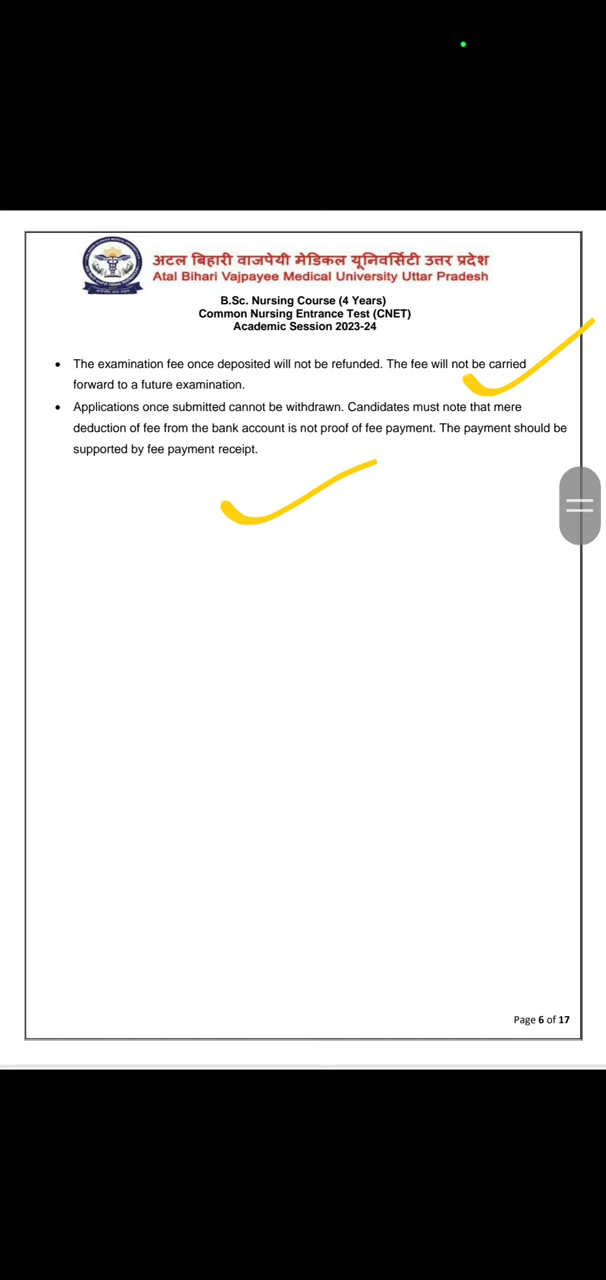 अटल बिहारी वाजपेयी मेडिकल यूनिवर्सिटी उत्तर प्रदेश
Atal Bihari Vajpayee Medical University Uttar Pradesh
B.Sc. Nursing Course (4 Years)
Common Nursing Entrance Test (CNET)
Academic Session 2023-24
• The examination fee once deposited will not be refunded. The fee will not be carried
forward to a future examination.
• Applications once submitted cannot be withdrawn. Candidates must note that mere
deduction of fee from the bank account is not proof of fee payment. The payment should be
supported by fee payment receipt.
Page 6 of 17